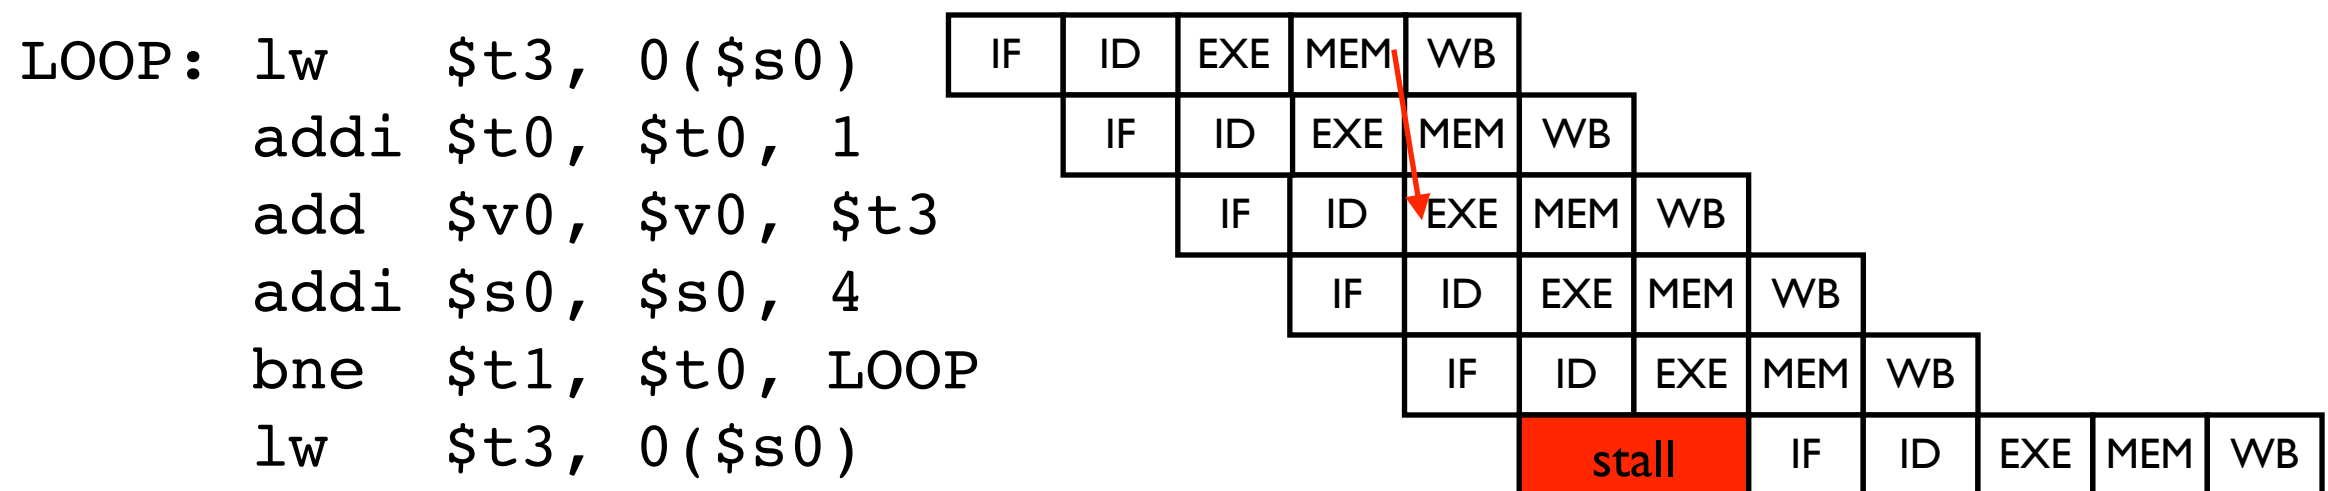 LOOP: lw $t3, 0($s0) IF ID EXE MEM WB
addi $t0, $t0, 1 IF ID EXE MEM WB
add $v0, $v0, $t3 IF ID EXE MEM WB
addi $s0, $s0, 4 IF ID EXE MEM WB
bne $t1, $t0, LOOP IF ID EXE MEM WB
lw $t3, 0($s0) stall IF ID EXE MEM WB